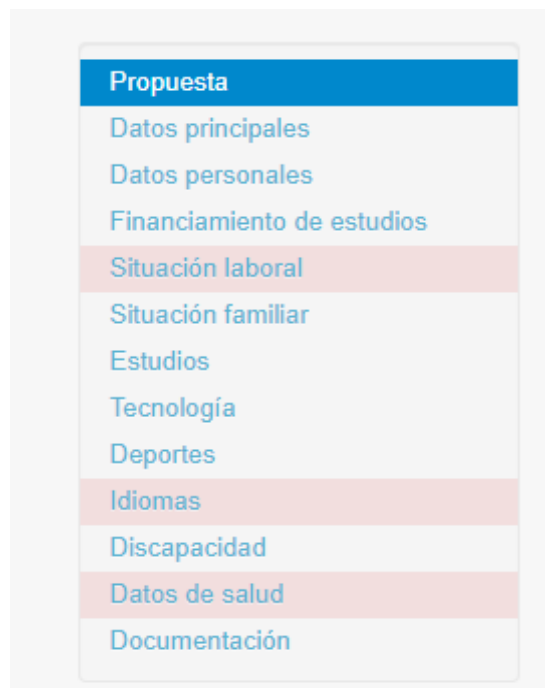 Propuesta
Datos principales
Datos personales
Financiamiento de estudios
Situación laboral
Situación familiar
Estudios
Tecnología
Deportes
Idiomas
Discapacidad
Datos de salud
Documentación